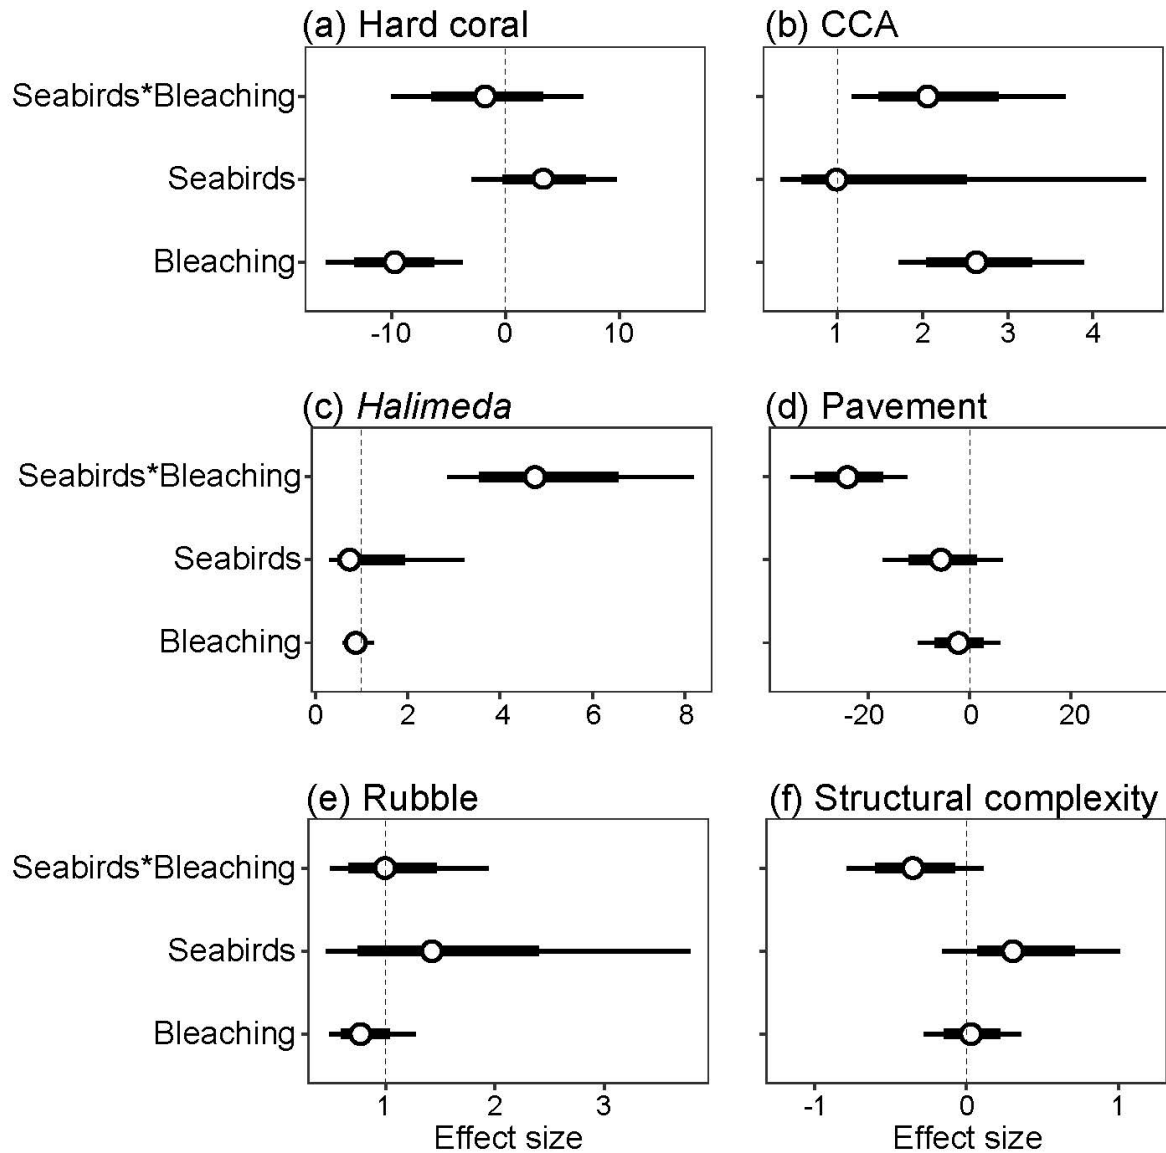 (a) Hard coral
(b) CCA
Seabirds*Bleaching
Seabirds
Bleaching
-10 0 10
1 2 3 4
(c) Halimeda
(d) Pavement
Seabirds*Bleaching
Seabirds
Bleaching
0 2 4 6 8
-20 0 20
(e) Rubble
(f) Structural complexity
Seabirds*Bleaching
Seabirds
Bleaching
1 2 3
-1 0 1
Effect size
Effect size